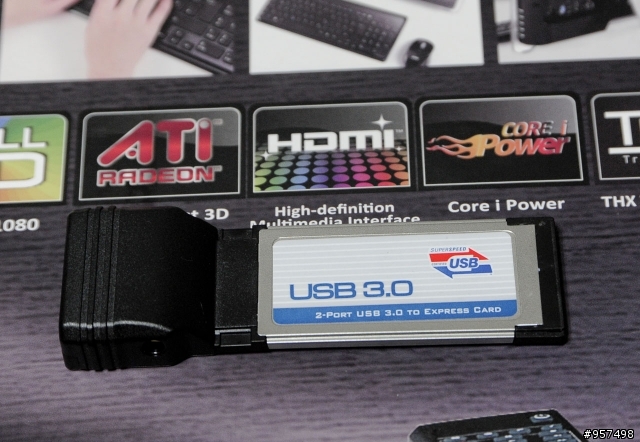 LL
D
ATI
RADEON
HDMI
CORE i
Power
T
1080
t 3D
High-definition
Multimedia Interface
Core i Power
THX
SUPERSPEED
USB
USB 3.0
2-PORT USB 3.0 TO EXPRESS CARD
#957498